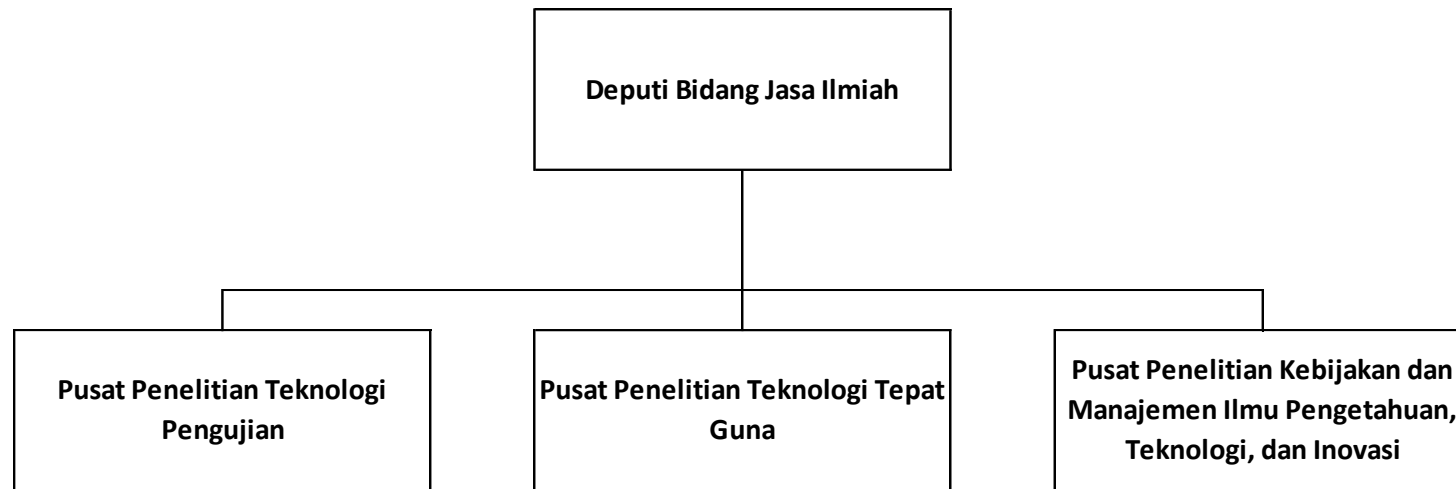 Deputi Bidang Jasa Ilmiah
Pusat Penelitian Teknologi
Pengujian
Pusat Penelitian Teknologi Tepat
Guna
Pusat Penelitian Kebijakan dan
Manajemen Ilmu Pengetahuan,
Teknologi, dan Inovasi